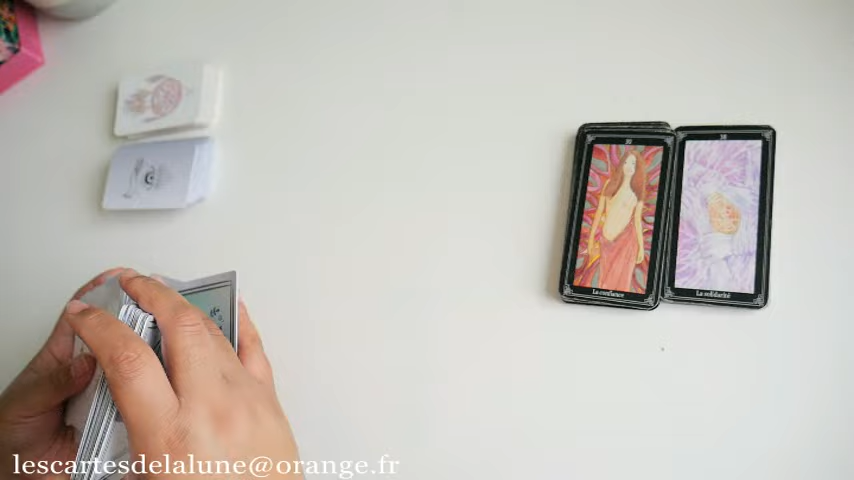 La confiance
La solidarité
lescartesdelalune@orange.fr